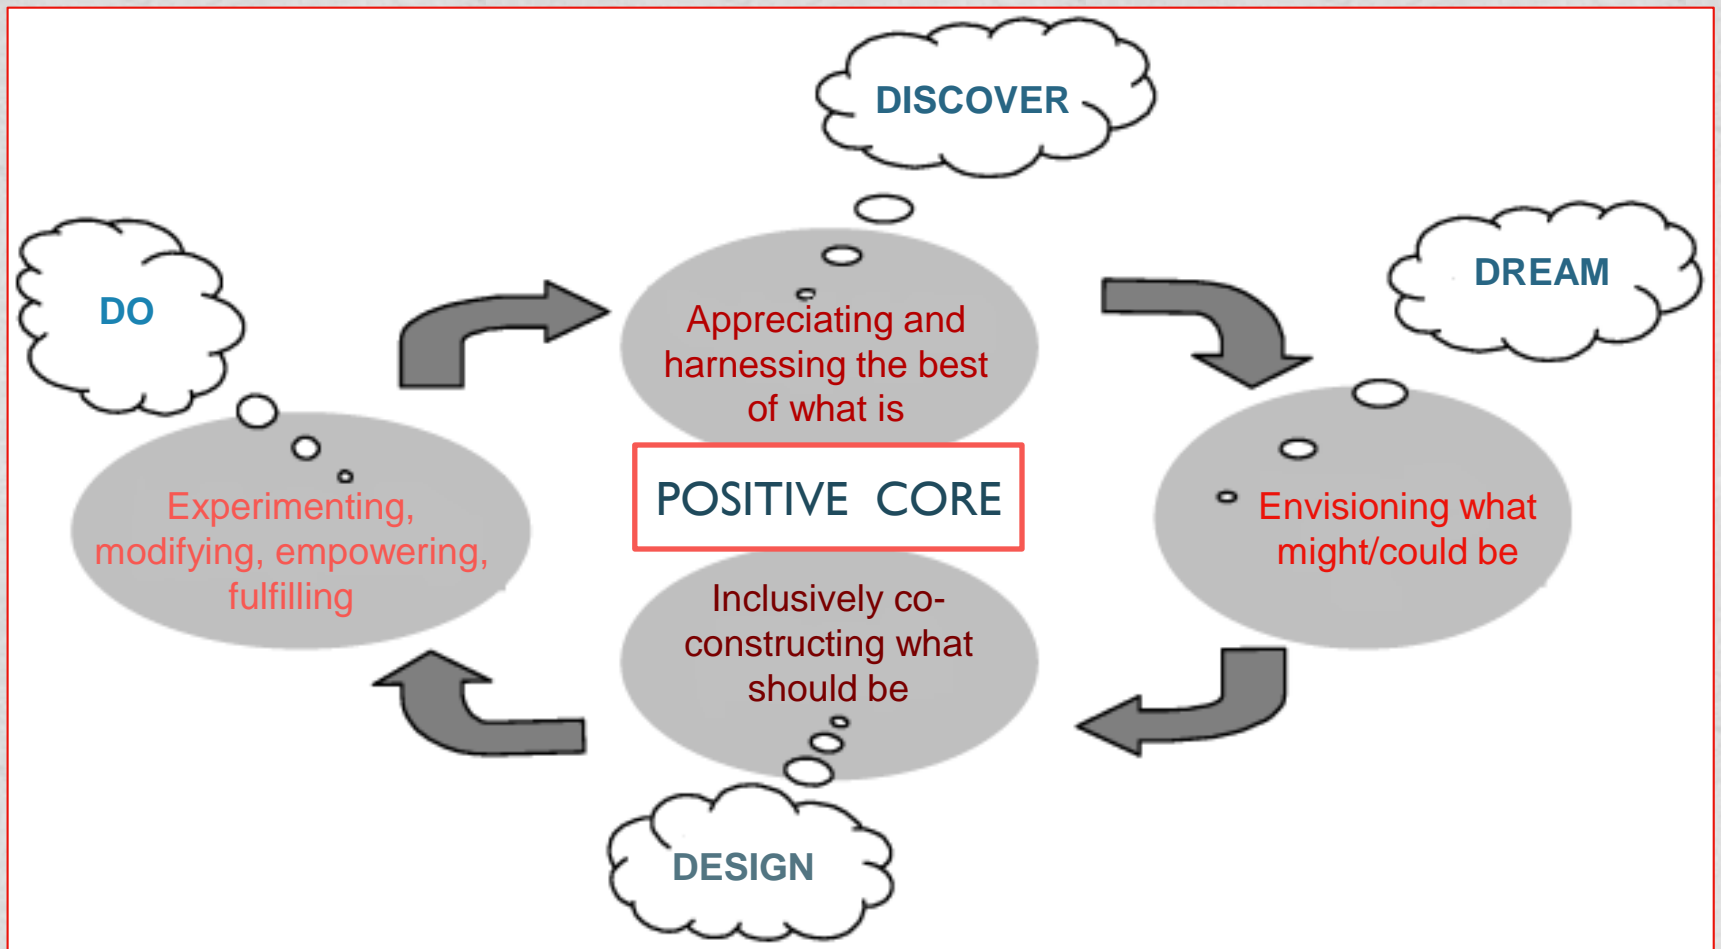 DISCOVER
DREAM
DO
Appreciating and
harnessing the best
of what is
POSITIVE CORE
Experimenting,
modifying, empowering,
fulfilling
Envisioning what
might/could be
Inclusively co-
constructing what
should be
DESIGN